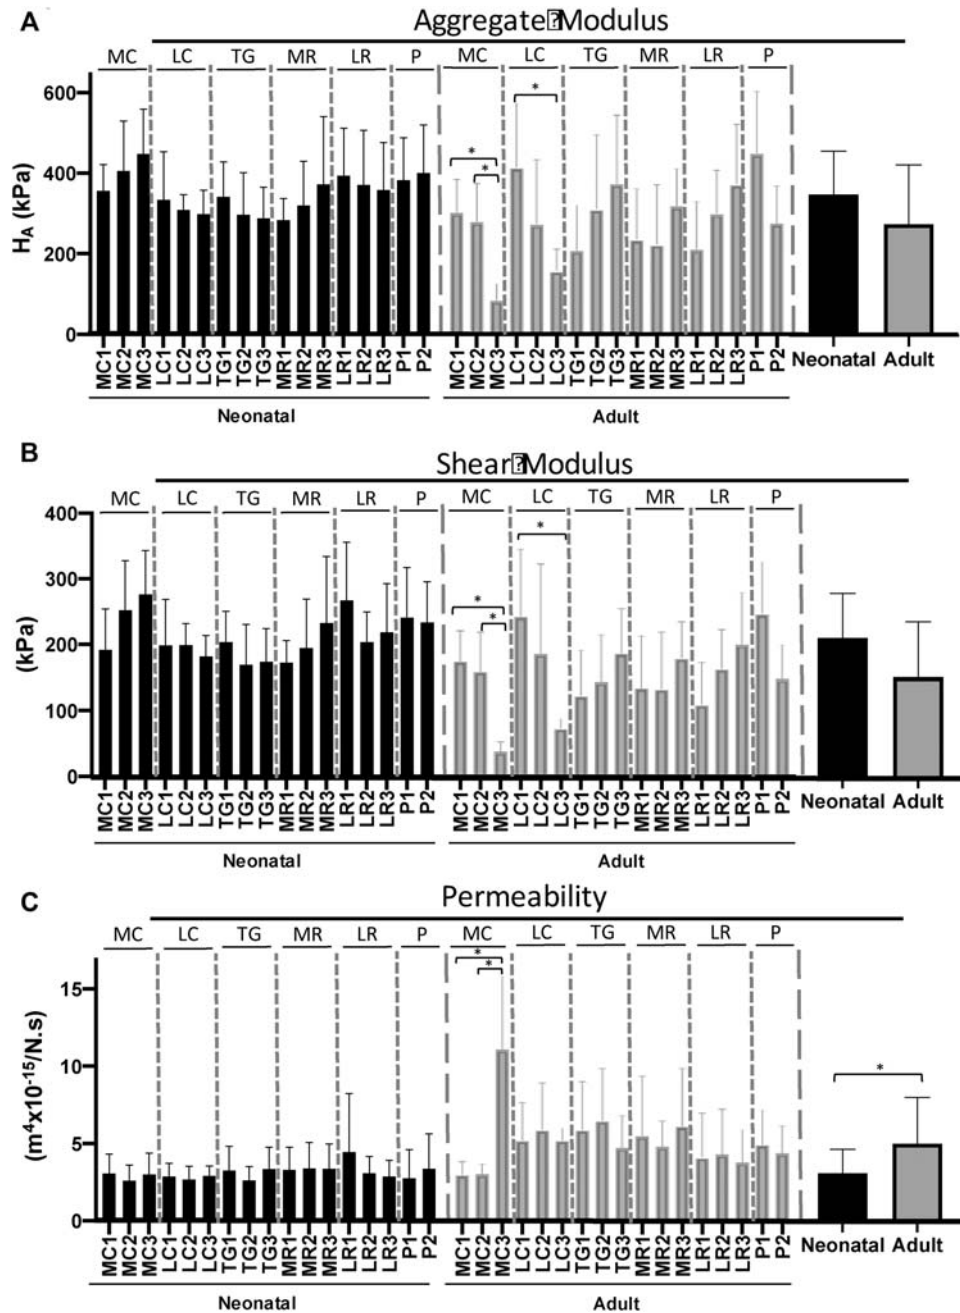 A
Aggregate⍰Modulus
MC LC TG MR LR P MC LC TG MR LR P
600
400
200
0
HA (kPa)
* * *
MC1 MC2 MC3 LC1 LC2 LC3 TG1 TG2 TG3 MR1 MR2 MR3 LR1 LR2 LR3 P1 P2 MC1 MC2 MC3 LC1 LC2 LC3 TG1 TG2 TG3 MR1 MR2 MR3 LR1 LR2 LR3 P1 P2
Neonatal Adult
Neonatal Adult
B
Shear⍰Modulus
MC LC TG MR LR P MC LC TG MR LR P
400
300
200
100
0
(kPa)
* * *
MC1 MC2 MC3 LC1 LC2 LC3 TG1 TG2 TG3 MR1 MR2 MR3 LR1 LR2 LR3 P1 P2 MC1 MC2 MC3 LC1 LC2 LC3 TG1 TG2 TG3 MR1 MR2 MR3 LR1 LR2 LR3 P1 P2
Neonatal Adult
Neonatal Adult
C
Permeability
MC LC TG MR LR P MC LC TG MR LR P
15
10
5
0
(m⁴x10⁻¹⁵/N.s)
* * *
MC1 MC2 MC3 LC1 LC2 LC3 TG1 TG2 TG3 MR1 MR2 MR3 LR1 LR2 LR3 P1 P2 MC1 MC2 MC3 LC1 LC2 LC3 TG1 TG2 TG3 MR1 MR2 MR3 LR1 LR2 LR3 P1 P2
Neonatal Adult
Neonatal Adult